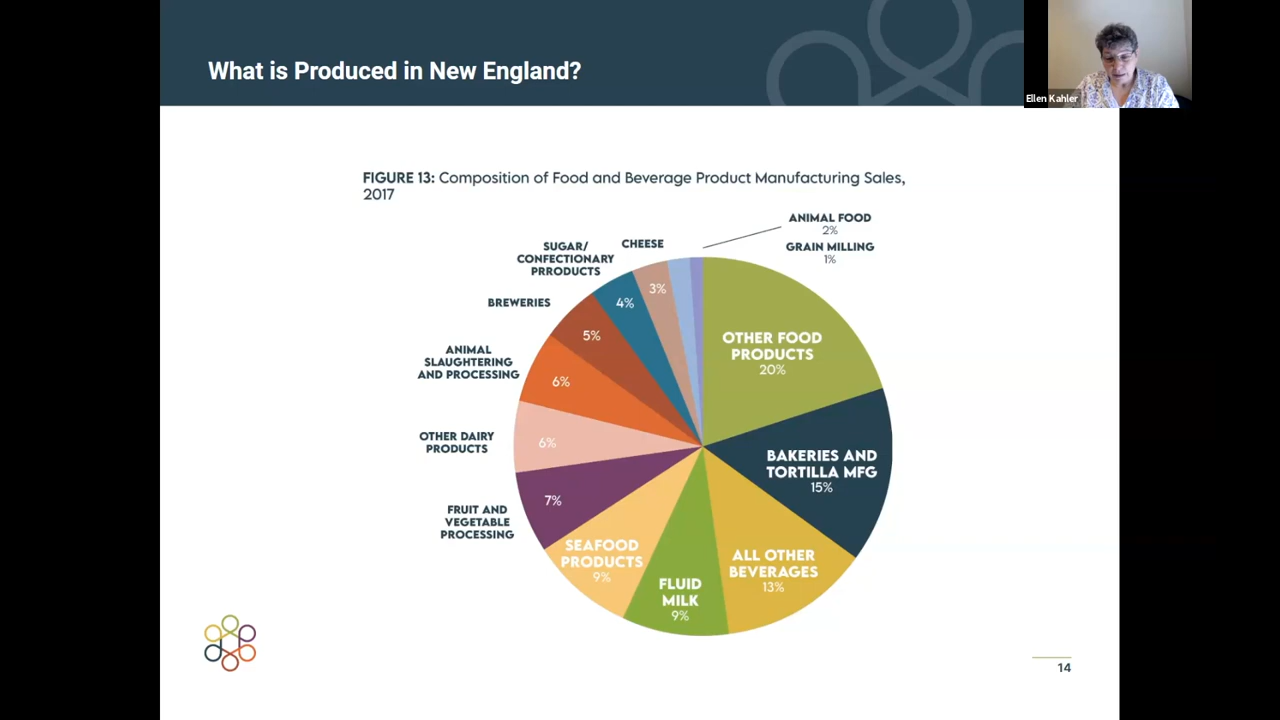 What is Produced in New England?
Ellen Kahler
FIGURE 13: Composition of Food and Beverage Product Manufacturing Sales,
2017
ANIMAL FOOD
2%
GRAIN MILLING
1%
CHEESE
3%
SUGAR/
CONFECTIONARY
PRRODUCTS
4%
BREWERIES
5%
ANIMAL
SLAUGHTERING
AND PROCESSING
6%
OTHER DAIRY
PRODUCTS
6%
FRUIT AND
VEGETABLE
PROCESSING
7%
SEAFOOD
PRODUCTS
9%
FLUID
MILK
9%
ALL OTHER
BEVERAGES
13%
BAKERIES AND
TORTILLA MFG
15%
OTHER FOOD
PRODUCTS
20%
14